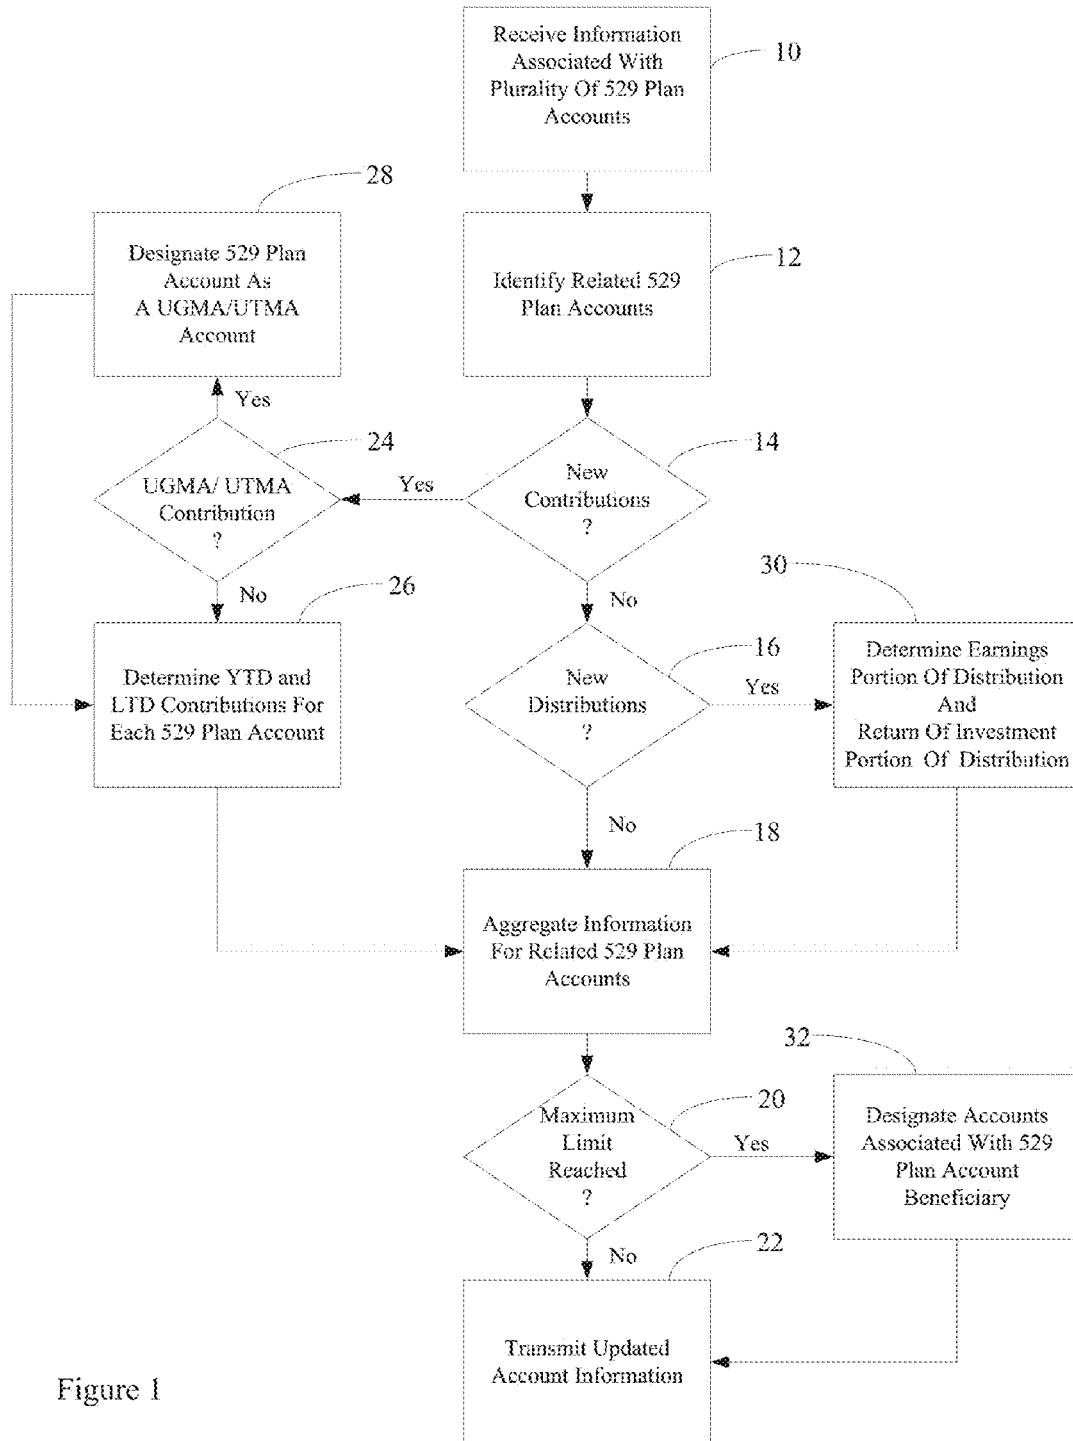 Receive Information
Associated With
Plurality Of 529 Plan
Accounts
10
28
Designate 529 Plan
Account As
A UGMA/UTMA
Account
Identify Related 529
Plan Accounts
12
Yes
24
UGMA/ UTMA
Contribution
?
Yes
New
Contributions
?
14
No
26
No
30
Determine YTD and
LTD Contributions For
Each 529 Plan Account
New
Distributions
?
16
Yes
Determine Earnings
Portion Of Distribution
And
Return Of Investment
Portion Of Distribution
No
18
Aggregate Information
For Related 529 Plan
Accounts
32
Maximum
Limit
Reached
?
20
Yes
Designate Accounts
Associated With 529
Plan Account
Beneficiary
No
22
Transmit Updated
Account Information
Figure 1